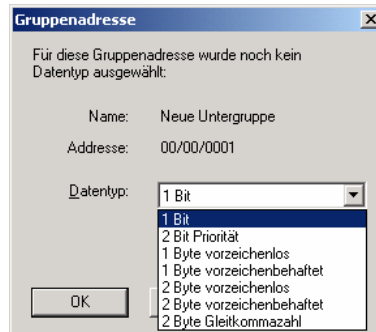 Gruppenadresse
Für diese Gruppenadresse wurde noch kein
Datentyp ausgewählt:
Name: Neue Untergruppe
Addresse: 00/00/0001
Datentyp: 1 Bit
1 Bit
2 Bit Priorität
1 Byte vorzeichenlos
1 Byte vorzeichenbehaftet
2 Byte vorzeichenlos
2 Byte vorzeichenbehaftet
2 Byte Gleitkommazahl
OK